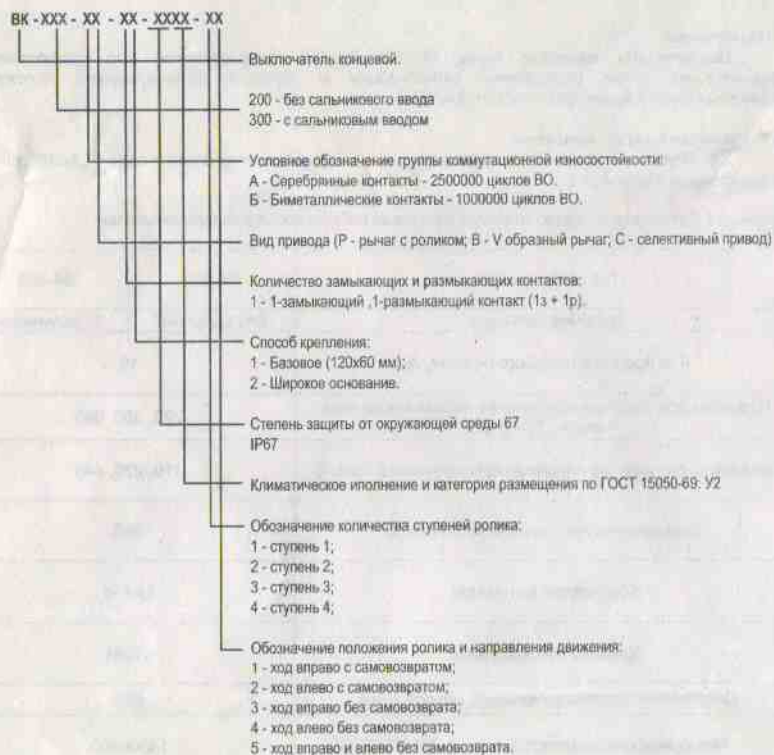 ВК - ХХХ - ХХ - ХХ - ХХХХ - ХХ
Выключатель концевой.
200 - без сальникового ввода
300 - с сальниковым вводом
Условное обозначение группы коммутационной износостойкости:
А - Серебрянные контакты - 2500000 циклов ВО.
Б - Биметаллические контакты - 1000000 циклов ВО.
Вид привода (Р - рычаг с роликом; В - V образный рычаг; С - селективный привод)
Количество замыкающих и размыкающих контактов:
1 - 1-замыкающий ,1-размыкающий контакт (1з + 1р).
Способ крепления:
1 - Базовое (120х60 мм);
2 - Широкое основание.
Степень защиты от окружающей среды 67
IP67
Климатическое иполнение и категория размещения по ГОСТ 15050-69: У2
Обозначение количества ступеней ролика:
1 - ступень 1;
2 - ступень 2;
3 - ступень 3;
4 - ступень 4;
Обозначение положения ролика и направления движения:
1 - ход вправо с самовозвратом;
2 - ход влево с самовозвратом;
3 - ход вправо без самовозврата;
4 - ход влево без самовозврата;
5 - ход вправо и влево без самовозврата.